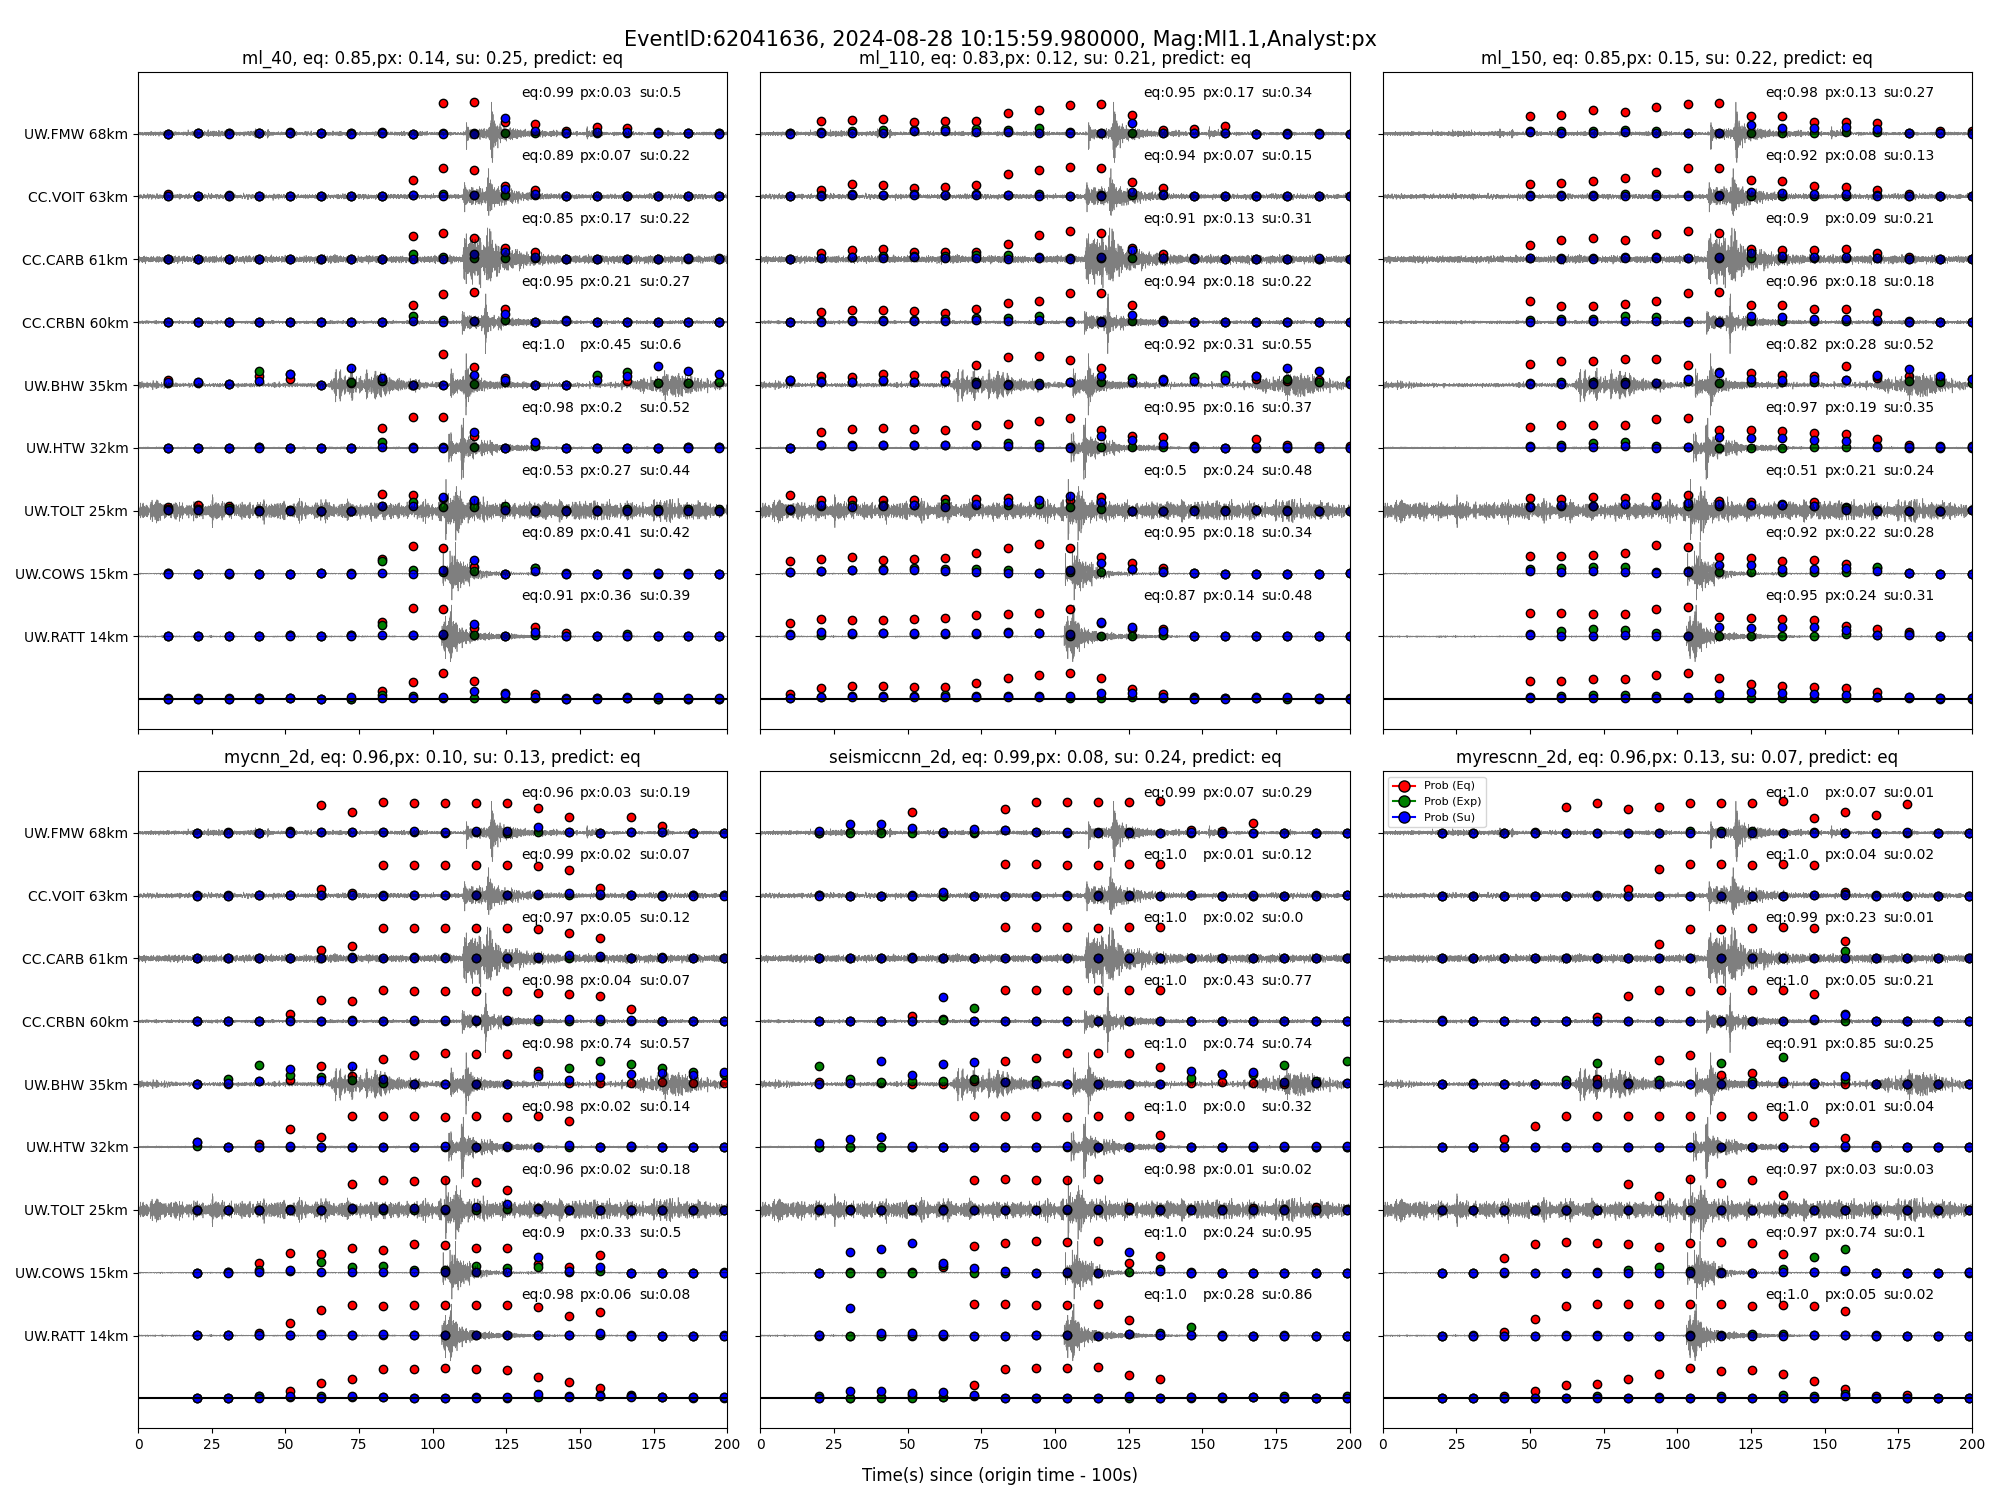 EventID:62041636, 2024-08-28 10:15:59.980000, Mag:Ml1.1,Analyst:px
ml_40, eq: 0.85,px: 0.14, su: 0.25, predict: eq
UW.FMW 68km
CC.VOIT 63km
CC.CARB 61km
CC.CRBN 60km
UW.BHW 35km
UW.HTW 32km
UW.TOLT 25km
UW.COWS 15km
UW.RATT 14km
eq:0.99 px:0.03 su:0.5
eq:0.89 px:0.07 su:0.22
eq:0.85 px:0.17 su:0.22
eq:0.95 px:0.21 su:0.27
eq:1.0 px:0.45 su:0.6
eq:0.98 px:0.2 su:0.52
eq:0.53 px:0.27 su:0.44
eq:0.89 px:0.41 su:0.42
eq:0.91 px:0.36 su:0.39
ml_110, eq: 0.83,px: 0.12, su: 0.21, predict: eq
eq:0.95 px:0.17 su:0.34
eq:0.94 px:0.07 su:0.15
eq:0.91 px:0.13 su:0.31
eq:0.94 px:0.18 su:0.22
eq:0.92 px:0.31 su:0.55
eq:0.95 px:0.16 su:0.37
eq:0.5 px:0.24 su:0.48
eq:0.95 px:0.18 su:0.34
eq:0.87 px:0.14 su:0.48
ml_150, eq: 0.85,px: 0.15, su: 0.22, predict: eq
eq:0.98 px:0.13 su:0.27
eq:0.92 px:0.08 su:0.13
eq:0.9 px:0.09 su:0.21
eq:0.96 px:0.18 su:0.18
eq:0.82 px:0.28 su:0.52
eq:0.97 px:0.19 su:0.35
eq:0.51 px:0.21 su:0.24
eq:0.92 px:0.22 su:0.28
eq:0.95 px:0.24 su:0.31
mycnn_2d, eq: 0.96,px: 0.10, su: 0.13, predict: eq
UW.FMW 68km
CC.VOIT 63km
CC.CARB 61km
CC.CRBN 60km
UW.BHW 35km
UW.HTW 32km
UW.TOLT 25km
UW.COWS 15km
UW.RATT 14km
eq:0.96 px:0.03 su:0.19
eq:0.99 px:0.02 su:0.07
eq:0.97 px:0.05 su:0.12
eq:0.98 px:0.04 su:0.07
eq:0.98 px:0.74 su:0.57
eq:0.98 px:0.02 su:0.14
eq:0.96 px:0.02 su:0.18
eq:0.9 px:0.33 su:0.5
eq:0.98 px:0.06 su:0.08
0 25 50 75 100 125 150 175 200
seismiccnn_2d, eq: 0.99,px: 0.08, su: 0.24, predict: eq
eq:0.99 px:0.07 su:0.29
eq:1.0 px:0.01 su:0.12
eq:1.0 px:0.02 su:0.0
eq:1.0 px:0.43 su:0.77
eq:1.0 px:0.74 su:0.74
eq:1.0 px:0.0 su:0.32
eq:0.98 px:0.01 su:0.02
eq:1.0 px:0.24 su:0.95
eq:1.0 px:0.28 su:0.86
0 25 50 75 100 125 150 175 200
myrescnn_2d, eq: 0.96,px: 0.13, su: 0.07, predict: eq
Prob (Eq)
Prob (Exp)
Prob (Su)
eq:1.0 px:0.07 su:0.01
eq:1.0 px:0.04 su:0.02
eq:0.99 px:0.23 su:0.01
eq:1.0 px:0.05 su:0.21
eq:0.91 px:0.85 su:0.25
eq:1.0 px:0.01 su:0.04
eq:0.97 px:0.03 su:0.03
eq:0.97 px:0.74 su:0.1
eq:1.0 px:0.05 su:0.02
0 25 50 75 100 125 150 175 200
Time(s) since (origin time - 100s)